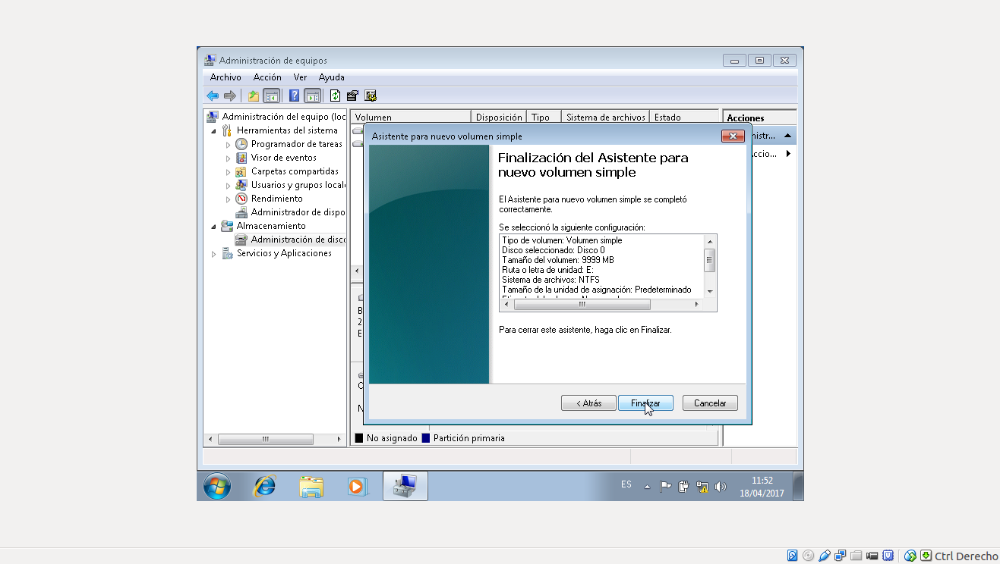 Administración de equipos
Archivo Acción Ver Ayuda
Administración del equipo (loc
Herramientas del sistema
Programador de tareas
Visor de eventos
Carpetas compartidas
Usuarios y grupos local
Rendimiento
Administrador de dispo
Almacenamiento
Administración de disco
Servicios y Aplicaciones
Volumen Disposición Tipo Sistema de archivos Estado
Acciones
nistr...
Accio...
B
2
E
Asistente para nuevo volumen simple
Finalización del Asistente para
nuevo volumen simple
El Asistente para nuevo volumen simple se completó
correctamente.
Se seleccionó la siguiente configuración:
Tipo de volumen: Volumen simple
Disco seleccionado: Disco 0
Tamaño del volumen: 9999 MB
Ruta o letra de unidad: E:
Sistema de archivos: NTFS
Tamaño de la unidad de asignación: Predeterminado
Para cerrar este asistente, haga clic en Finalizar.
< Atrás Finalizar Cancelar
No asignado Partición primaria
ES
11:52
18/04/2017
Ctrl Derecho